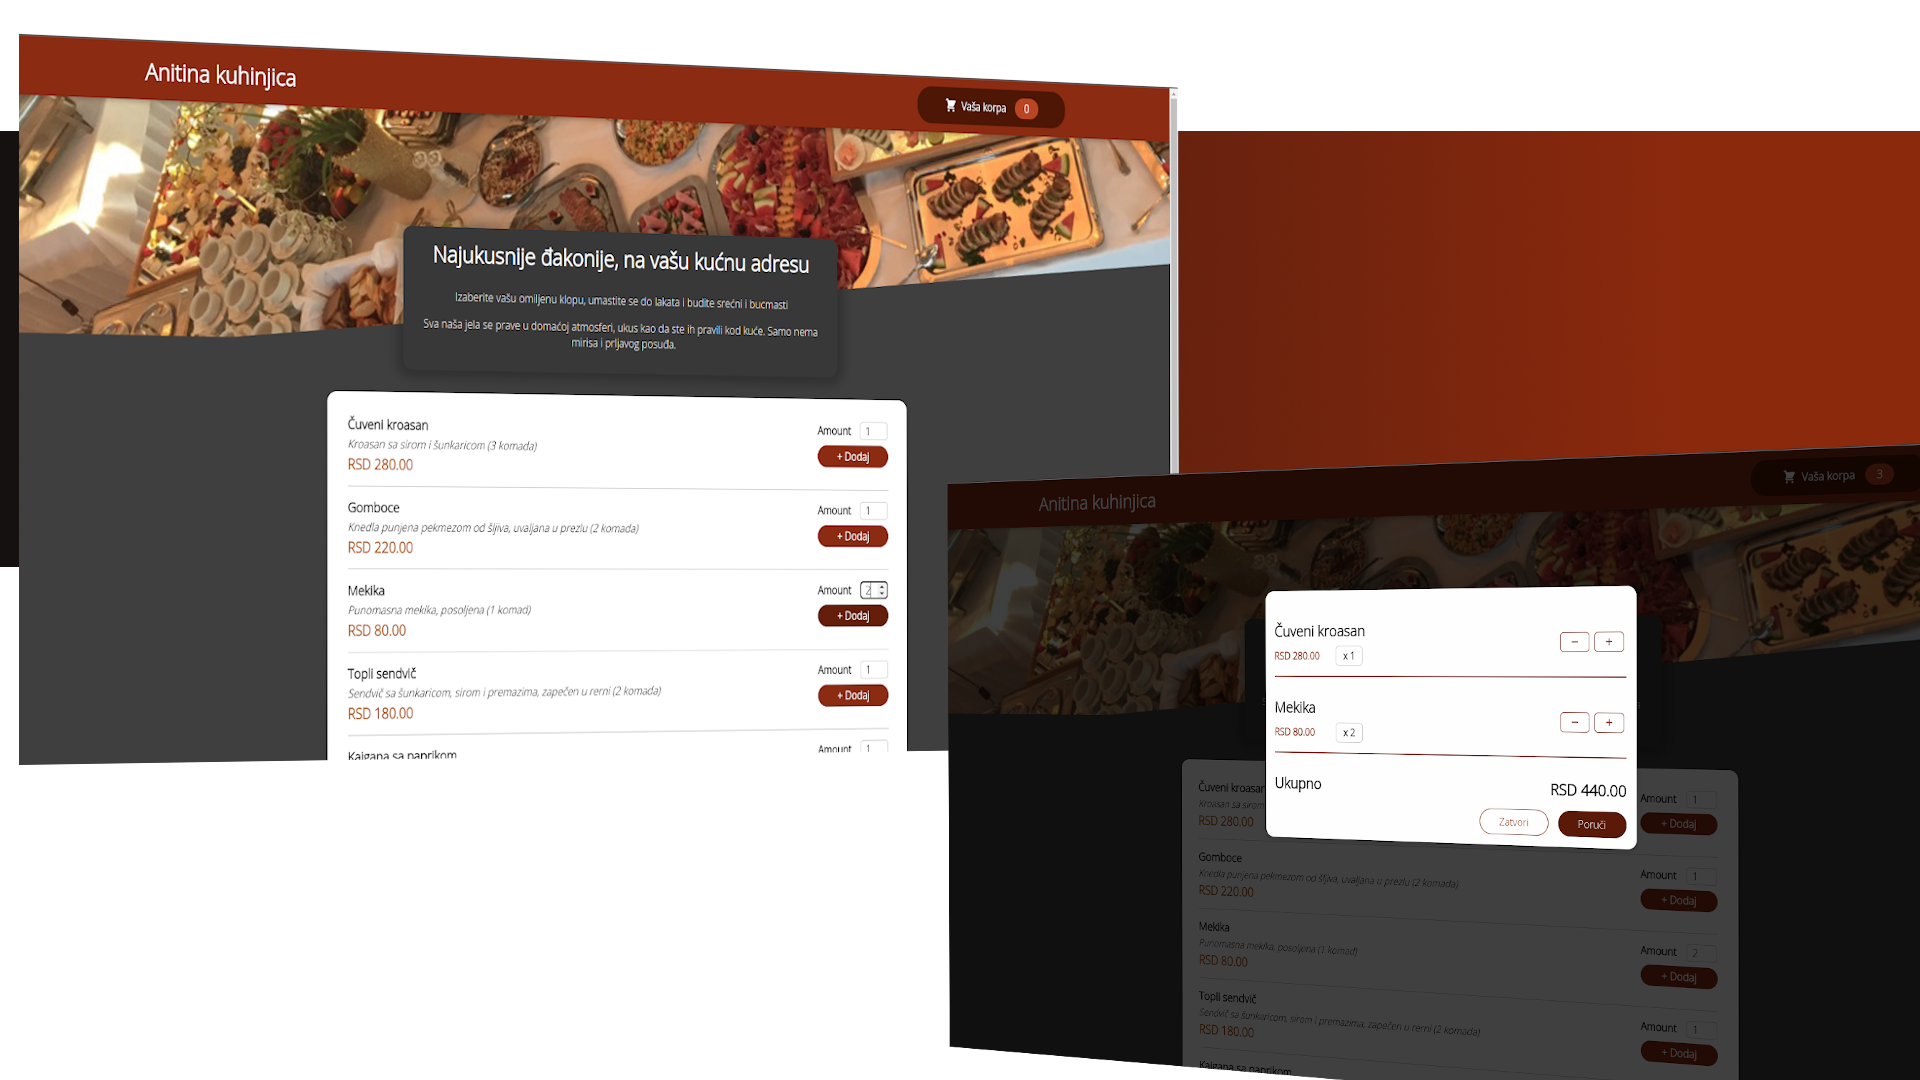 Anitina kuhinjica
Vaša korpa 0
Najukusnije đakonije, na vašu kućnu adresu
Izaberite vašu omiljenu klopu, umastite se do lakata i budite srećni i bucmasti
Sva naša jela se prave u domaćoj atmosferi, ukus kao da ste ih pravili kod kuće. Samo nema
mirisa i prljavog posuđa.
Čuveni kroasan
Kroasan sa sirom i šunkaricom (3 komada)
RSD 280.00
Amount 1
+ Dodaj
Gomboce
Knedla punjena pekmezom od šljiva, uvaljana u prezlu (2 komada)
RSD 220.00
Amount 1
+ Dodaj
Mekika
Punomasna mekika, posoljena (1 komad)
RSD 80.00
Amount 2
+ Dodaj
Topli sendvič
Sendvič sa šunkaricom, sirom i premazima, zapečen u rerni (2 komada)
RSD 180.00
Amount 1
+ Dodaj
Kajgana sa paprikom
Amount 1
Anitina kuhinjica
Vaša korpa 3
Čuveni kroasan
RSD 280.00 x 1
− +
Mekika
RSD 80.00 x 2
− +
Ukupno
RSD 440.00
Zatvori Poruči
Čuveni kroasan
Kroasan sa sirom
RSD 280.00
Amount 1
+ Dodaj
Gomboce
Knedla punjena pekmezom od šljiva, uvaljana u prezlu (2 komada)
RSD 220.00
Amount 1
+ Dodaj
Mekika
Punomasna mekika, posoljena (1 komad)
RSD 80.00
Amount 2
+ Dodaj
Topli sendvič
Sendvič sa šunkaricom, sirom i premazima, zapečen u rerni (2 komada)
RSD 180.00
Amount 1
+ Dodaj
Kajgana sa paprikom